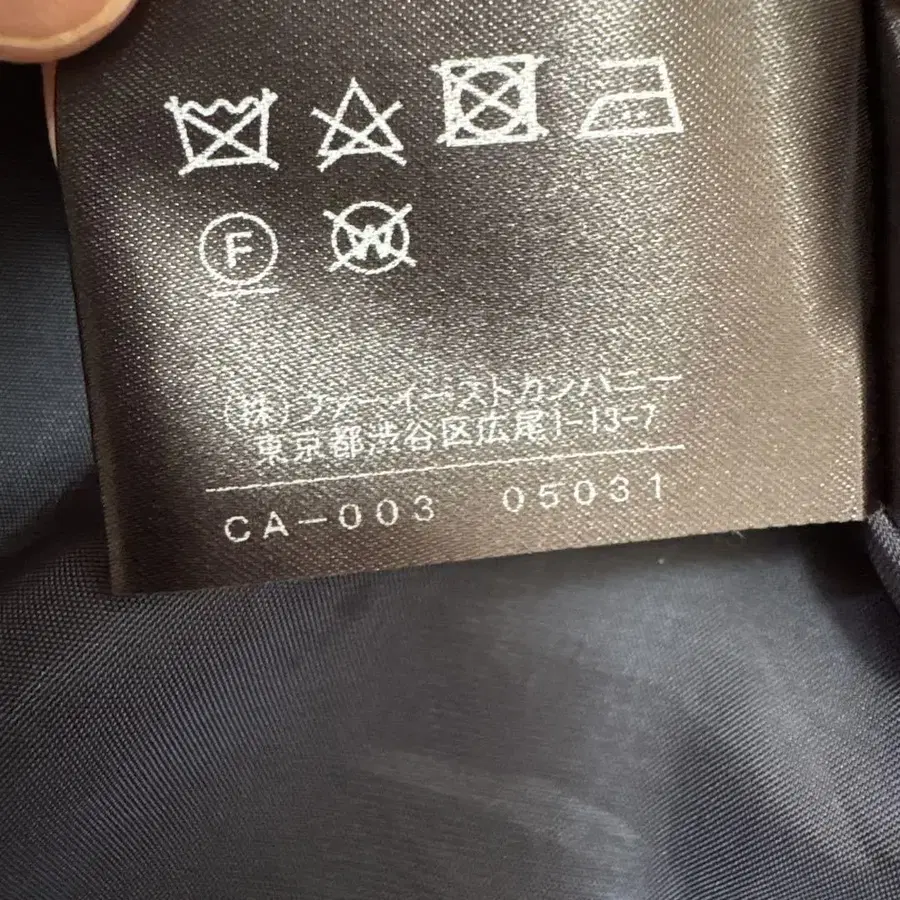 F
W
(株)ファーイーストカンパニー
東京都渋谷区広尾1-13-7
CA-003 05031